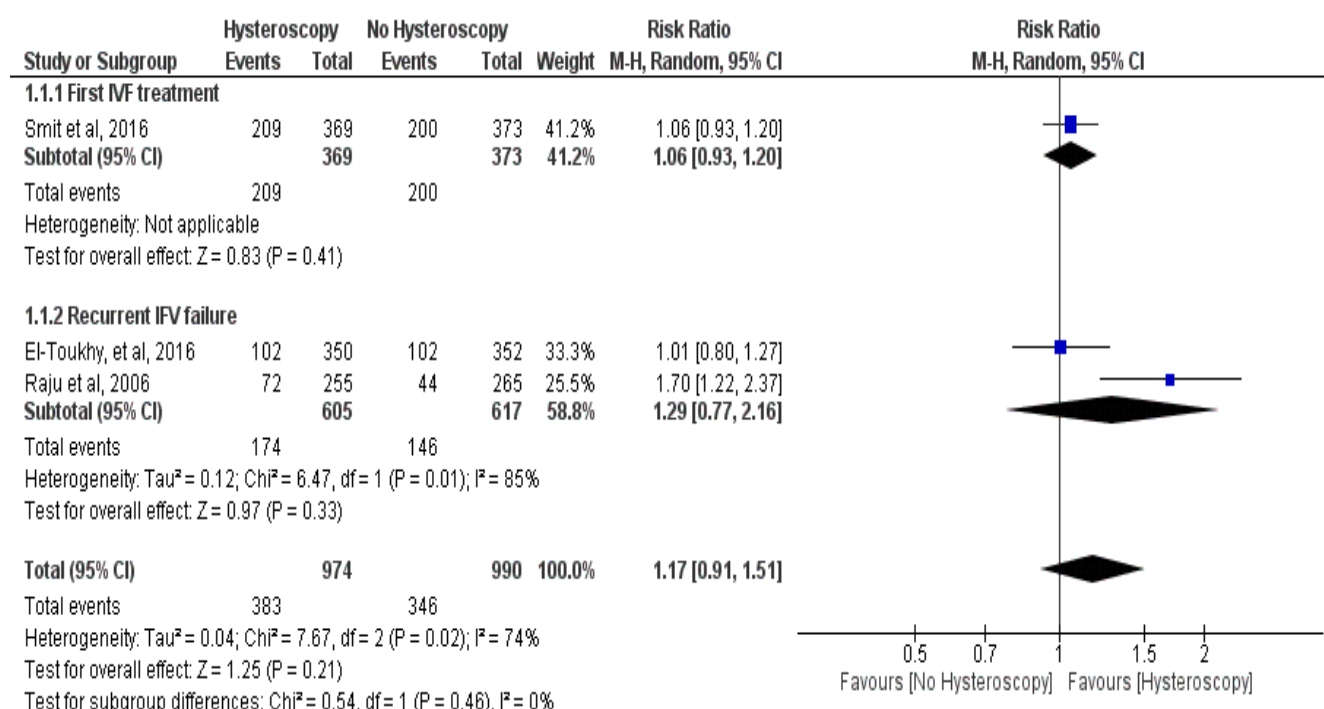 Hysteroscopy No Hysteroscopy Risk Ratio Risk Ratio
Study or Subgroup Events Total Events Total Weight M-H, Random, 95% CI M-H, Random, 95% CI
1.1.1 First IVF treatment
Smit et al, 2016 209 369 200 373 41.2% 1.06 [0.93, 1.20]
Subtotal (95% CI) 369 373 41.2% 1.06 [0.93, 1.20]
Total events 209 200
Heterogeneity: Not applicable
Test for overall effect: Z = 0.83 (P = 0.41)
1.1.2 Recurrent IFV failure
El-Toukhy, et al, 2016 102 350 102 352 33.3% 1.01 [0.80, 1.27]
Raju et al, 2006 72 255 44 265 25.5% 1.70 [1.22, 2.37]
Subtotal (95% CI) 605 617 58.8% 1.29 [0.77, 2.16]
Total events 174 146
Heterogeneity: Tau² = 0.12; Chi² = 6.47, df = 1 (P = 0.01); I² = 85%
Test for overall effect: Z = 0.97 (P = 0.33)
Total (95% CI) 974 990 100.0% 1.17 [0.91, 1.51]
Total events 383 346
Heterogeneity: Tau² = 0.04; Chi² = 7.67, df = 2 (P = 0.02); I² = 74%
Test for overall effect: Z = 1.25 (P = 0.21)
Test for subgroup differences: Chi² = 0.54, df = 1 (P = 0.46), I² = 0%
0.5 0.7 1 1.5 2
Favours [No Hysteroscopy] Favours [Hysteroscopy]